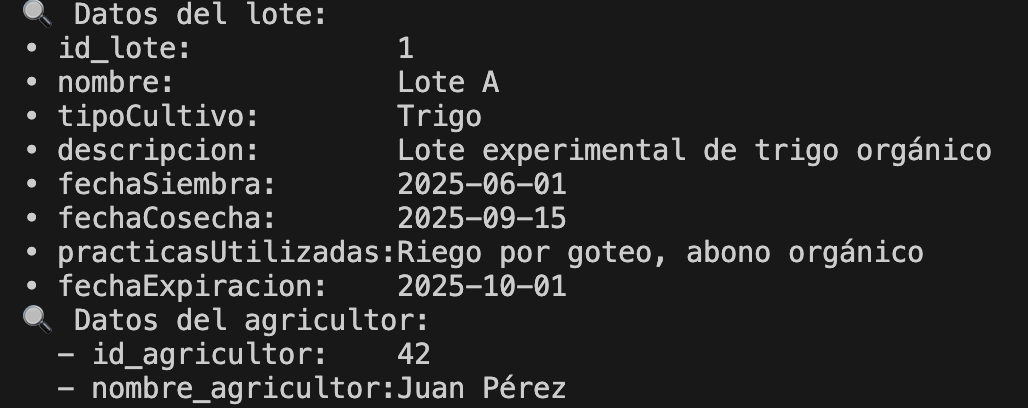 🔍 Datos del lote:
• id_lote: 1
• nombre: Lote A
• tipoCultivo: Trigo
• descripcion: Lote experimental de trigo orgánico
• fechaSiembra: 2025-06-01
• fechaCosecha: 2025-09-15
• practicasUtilizadas:Riego por goteo, abono orgánico
• fechaExpiracion: 2025-10-01
🔍 Datos del agricultor:
- id_agricultor: 42
- nombre_agricultor:Juan Pérez